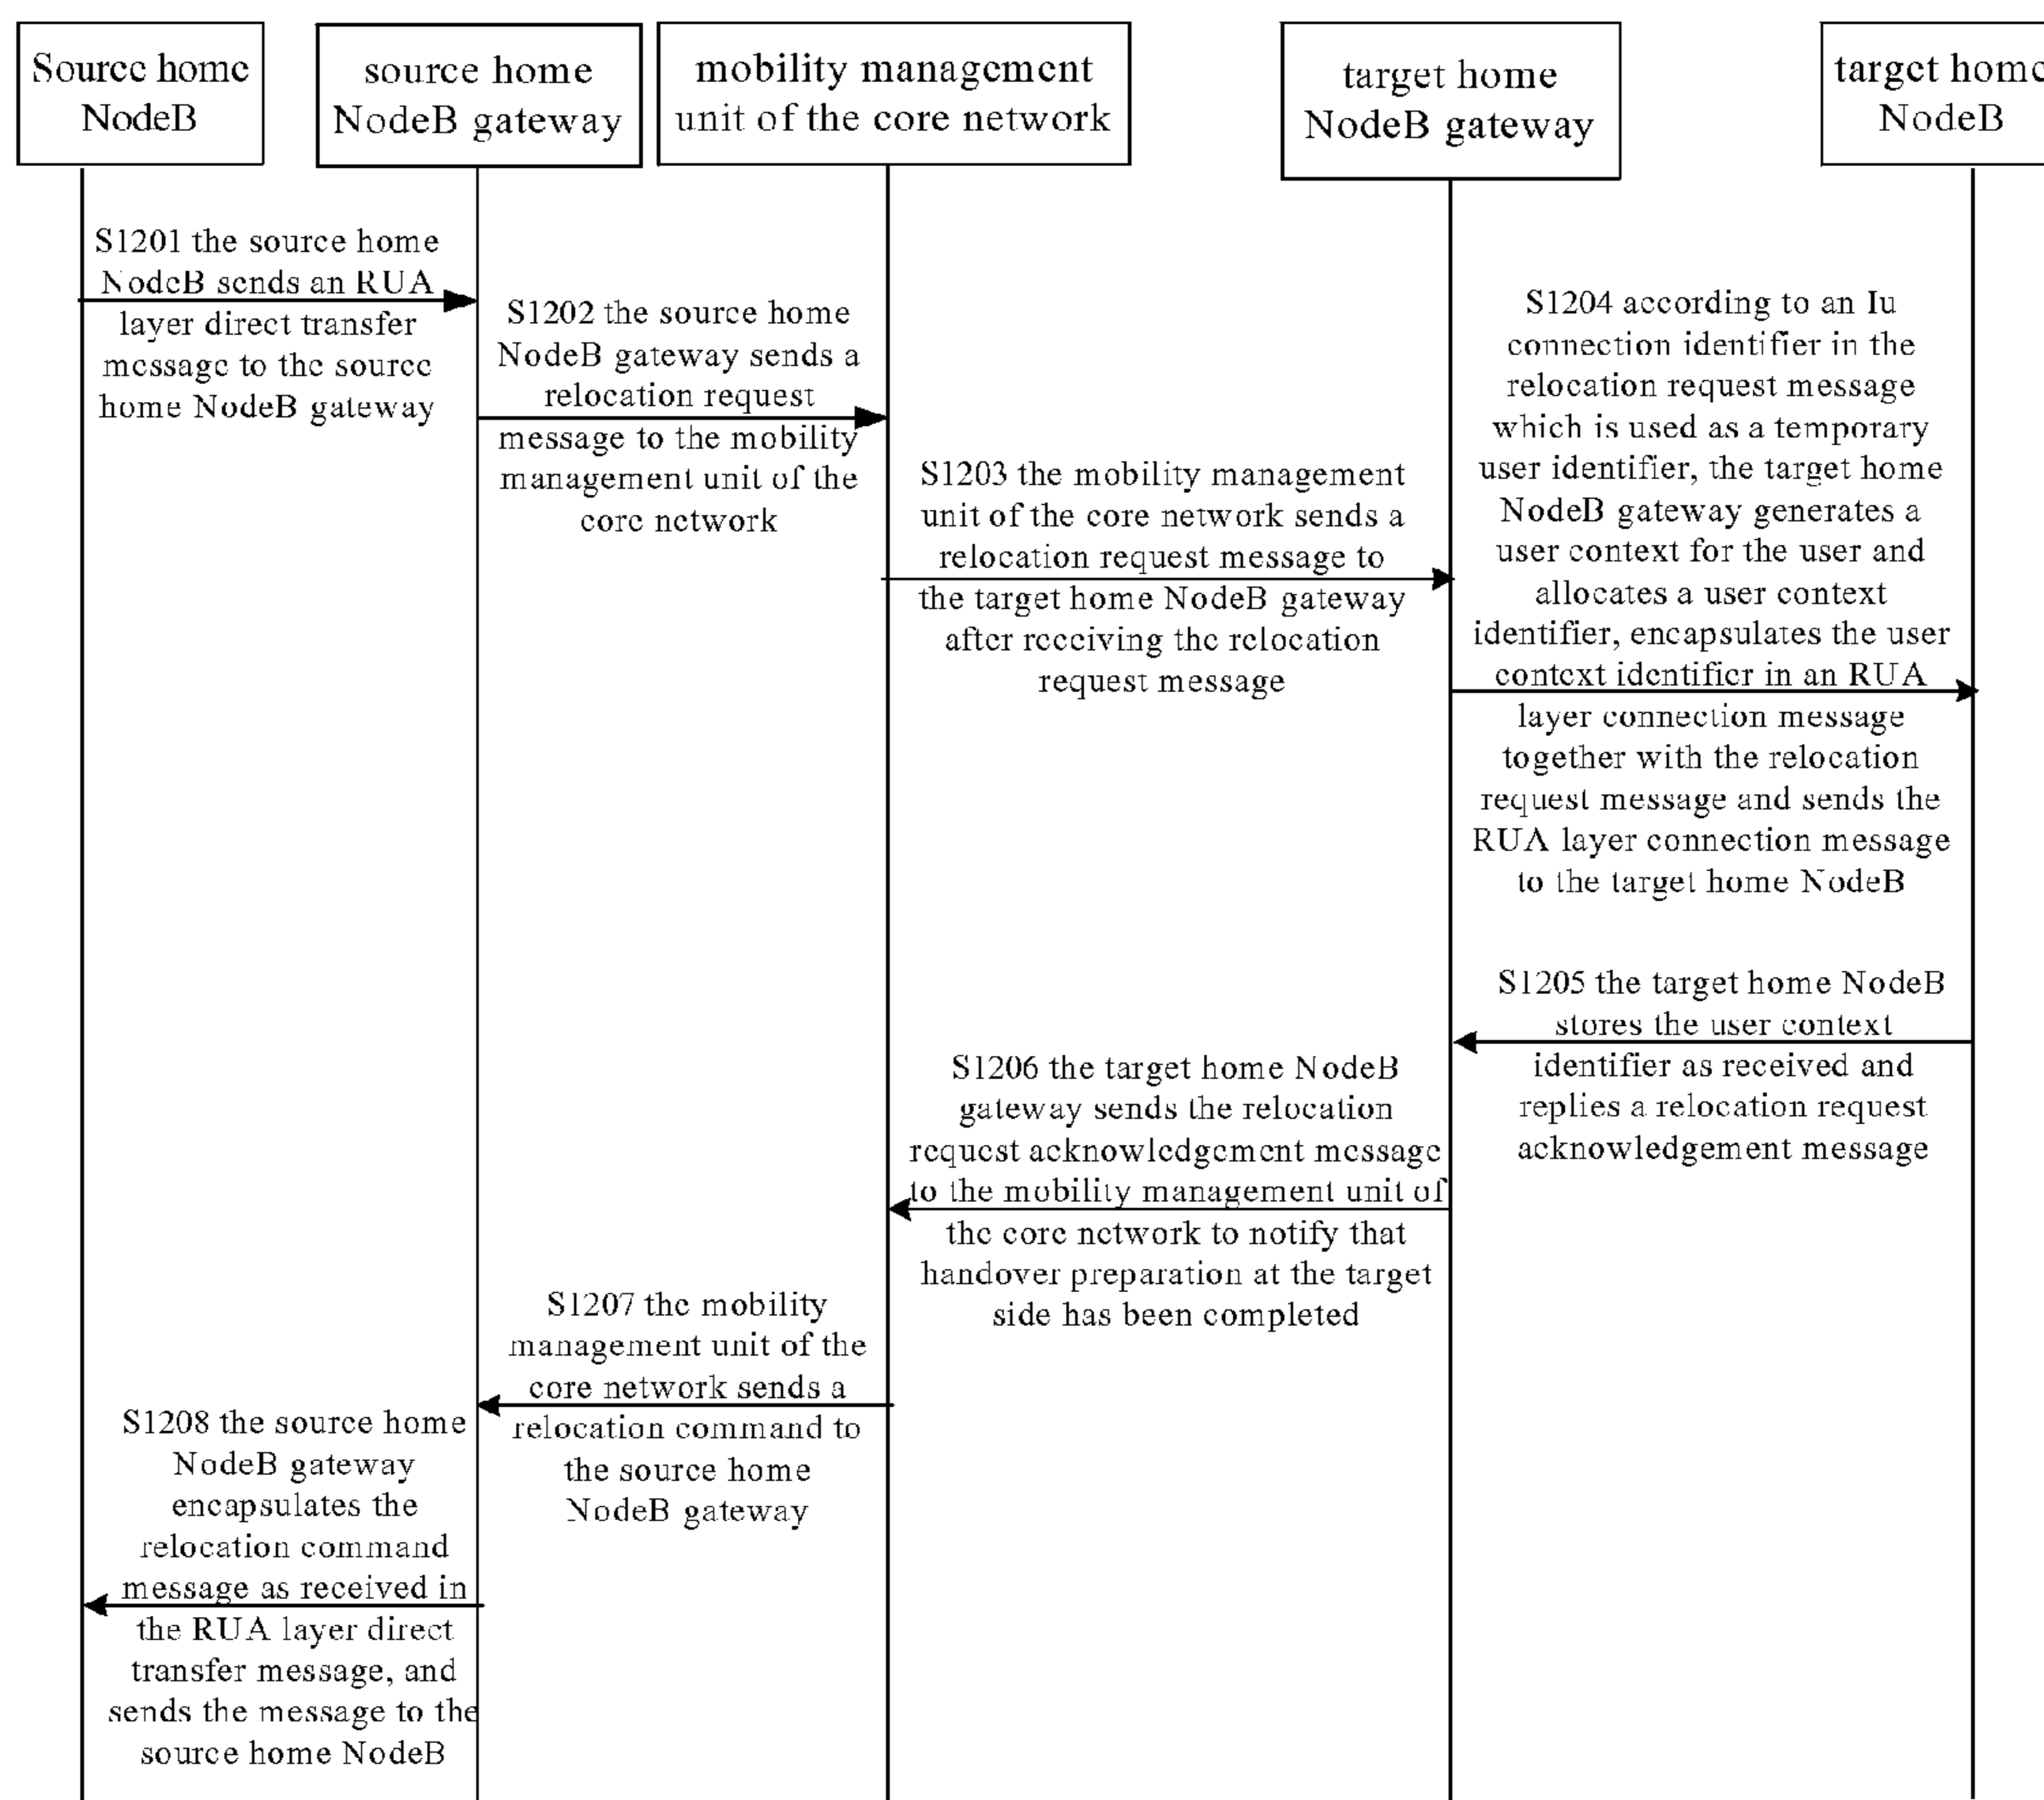 Source home
NodeB
source home
NodeB gateway
mobility management
unit of the core network
target home
NodeB gateway
target home
NodeB
S1201 the source home
NodeB sends an RUA
layer direct transfer
message to the source
home NodeB gateway
S1202 the source home
NodeB gateway sends a
relocation request
message to the mobility
management unit of the
core network
S1203 the mobility management
unit of the core network sends a
relocation request message to
the target home NodeB gateway
after receiving the relocation
request message
S1204 according to an Iu
connection identifier in the
relocation request message
which is used as a temporary
user identifier, the target home
NodeB gateway generates a
user context for the user and
allocates a user context
identifier, encapsulates the user
context identifier in an RUA
layer connection message
together with the relocation
request message and sends the
RUA layer connection message
to the target home NodeB
S1205 the target home NodeB
stores the user context
identifier as received and
replies a relocation request
acknowledgement message
S1206 the target home NodeB
gateway sends the relocation
request acknowledgement message
to the mobility management unit of
the core network to notify that
handover preparation at the target
side has been completed
S1207 the mobility
management unit of the
core network sends a
relocation command to
the source home
NodeB gateway
S1208 the source home
NodeB gateway
encapsulates the
relocation command
message as received in
the RUA layer direct
transfer message, and
sends the message to the
source home NodeB